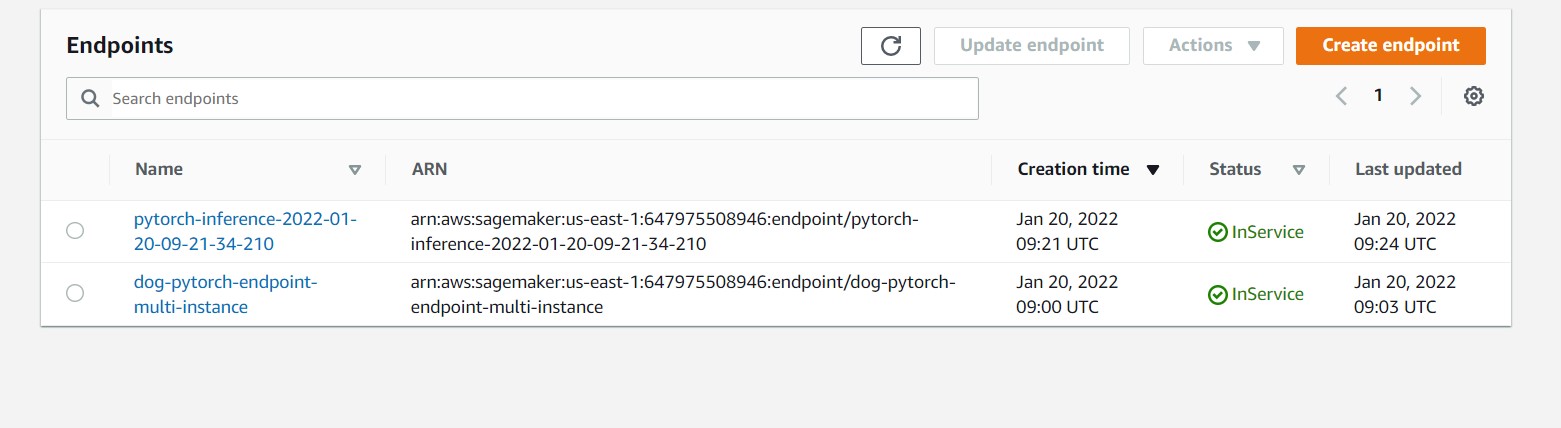 Endpoints
Update endpoint
Actions
Create endpoint
Search endpoints
1
Name
ARN
Creation time
Status
Last updated
pytorch-inference-2022-01-
20-09-21-34-210
arn:aws:sagemaker:us-east-1:647975508946:endpoint/pytorch-
inference-2022-01-20-09-21-34-210
Jan 20, 2022
09:21 UTC
InService
Jan 20, 2022
09:24 UTC
dog-pytorch-endpoint-
multi-instance
arn:aws:sagemaker:us-east-1:647975508946:endpoint/dog-pytorch-
endpoint-multi-instance
Jan 20, 2022
09:00 UTC
InService
Jan 20, 2022
09:03 UTC